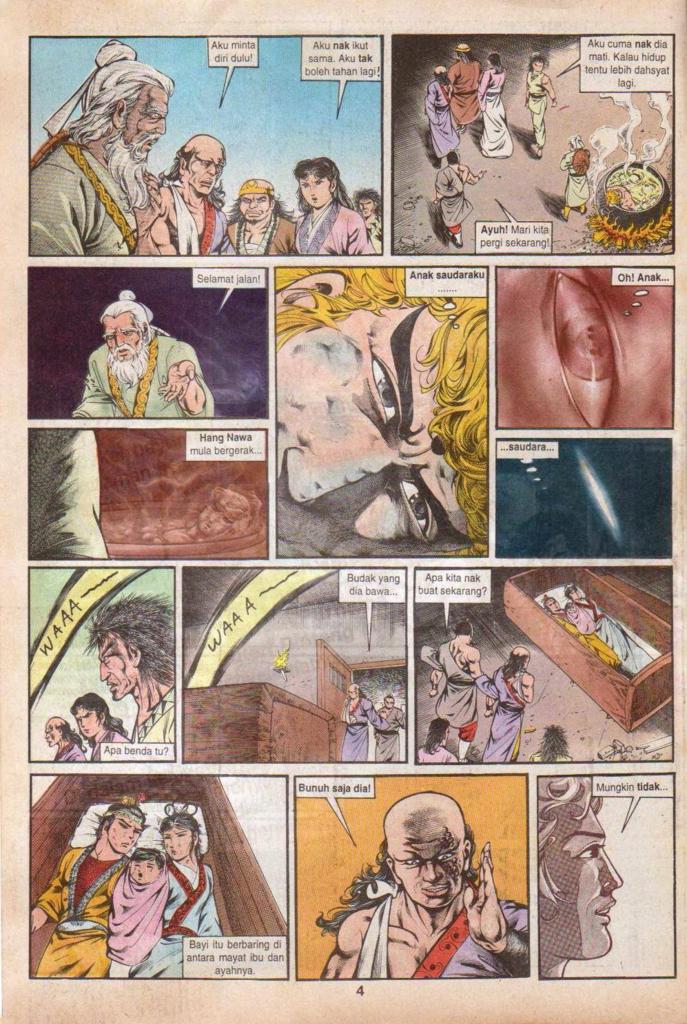 Aku minta
diri dulu!
Aku nak ikut
sama. Aku tak
boleh tahan lagi!
Aku cuma nak dia
mati. Kalau hidup
tentu lebih dahsyat
lagi.
Ayuh! Mari kita
pergi sekarang!
Selamat jalan!
Hang Nawa
mula bergerak...
Anak saudaraku
.......
Oh! Anak...
...saudara...
WAAA
Apa benda tu?
WAAA
Budak yang
dia bawa...
Apa kita nak
buat sekarang?
Bayi itu berbaring di
antara mayat ibu dan
ayahnya.
Bunuh saja dia!
Mungkin tidak...
4